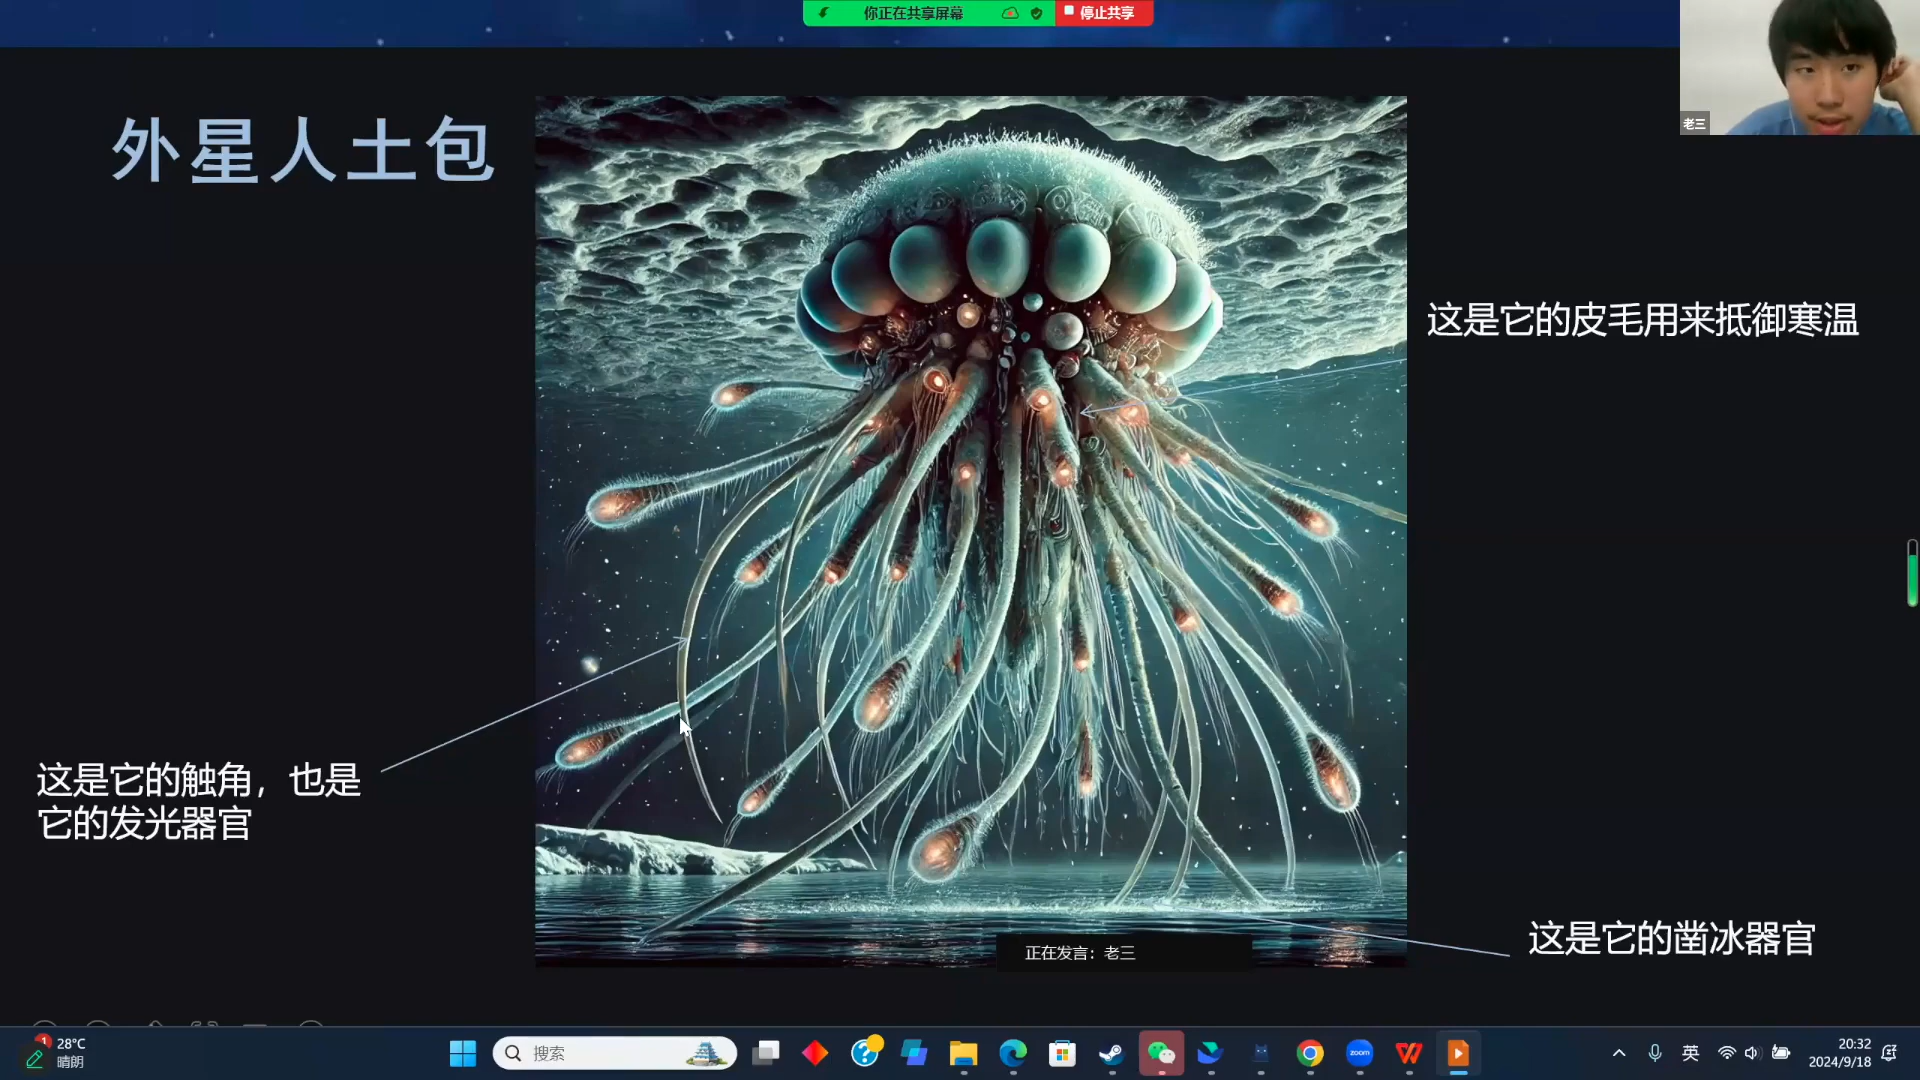 你正在共享屏幕
停止共享
老三
外星人土包
这是它的皮毛用来抵御寒温
这是它的触角，也是
它的发光器官
这是它的凿冰器官
正在发言：老三
1
28°C
晴朗
搜索
zoom
英
20:32
2024/9/18